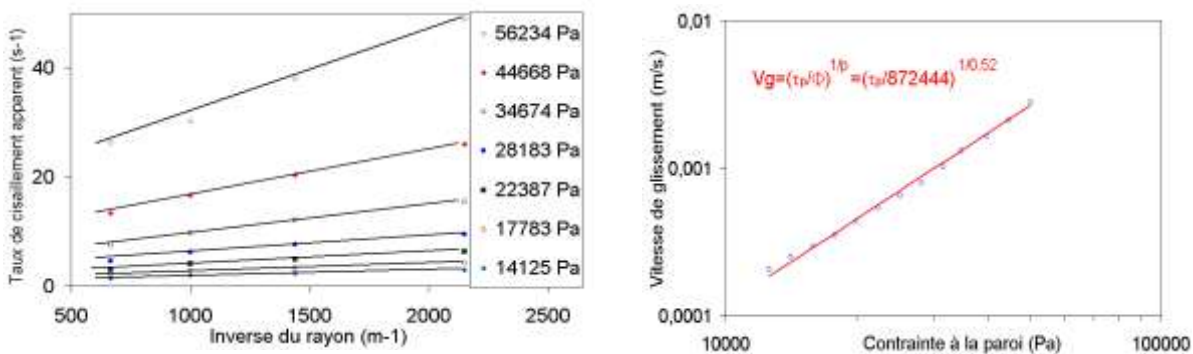 Taux de cisaillement apparent (s-1)
40
20
0
500
1000
1500
2000
2500
Inverse du rayon (m-1)
56234 Pa
44668 Pa
34674 Pa
28183 Pa
22387 Pa
17783 Pa
14125 Pa
Vitesse de glissement (m/s)
0,01
0,001
0,0001
Vg=(τp/Φ)^1/p =(τp/872444)^1/0.52
10000
100000
Contrainte à la paroi (Pa)